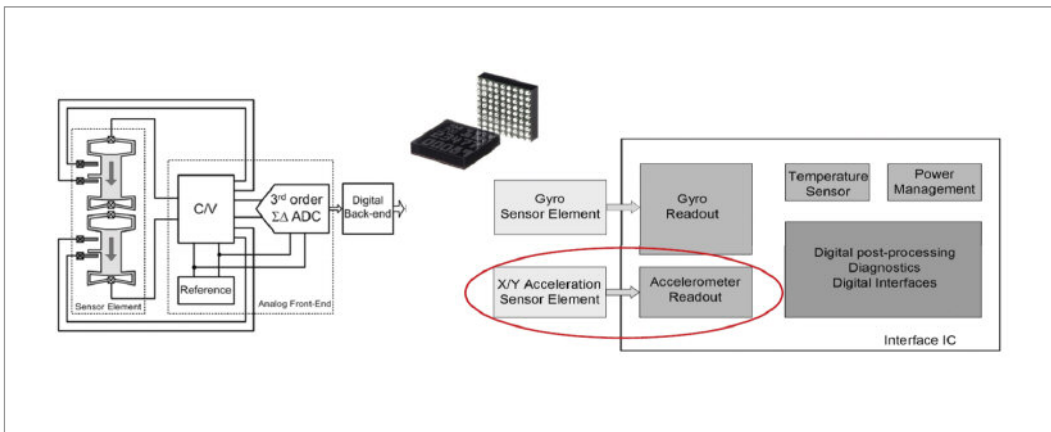 Sensor Element
C/V
Reference
Analog Front-End
3rd order
ΣΔ ADC
Digital
Back-end
Gyro
Sensor Element
Gyro
Readout
X/Y Acceleration
Sensor Element
Accelerometer
Readout
Temperature
Sensor
Power
Management
Digital post-processing
Diagnostics
Digital Interfaces
Interface IC